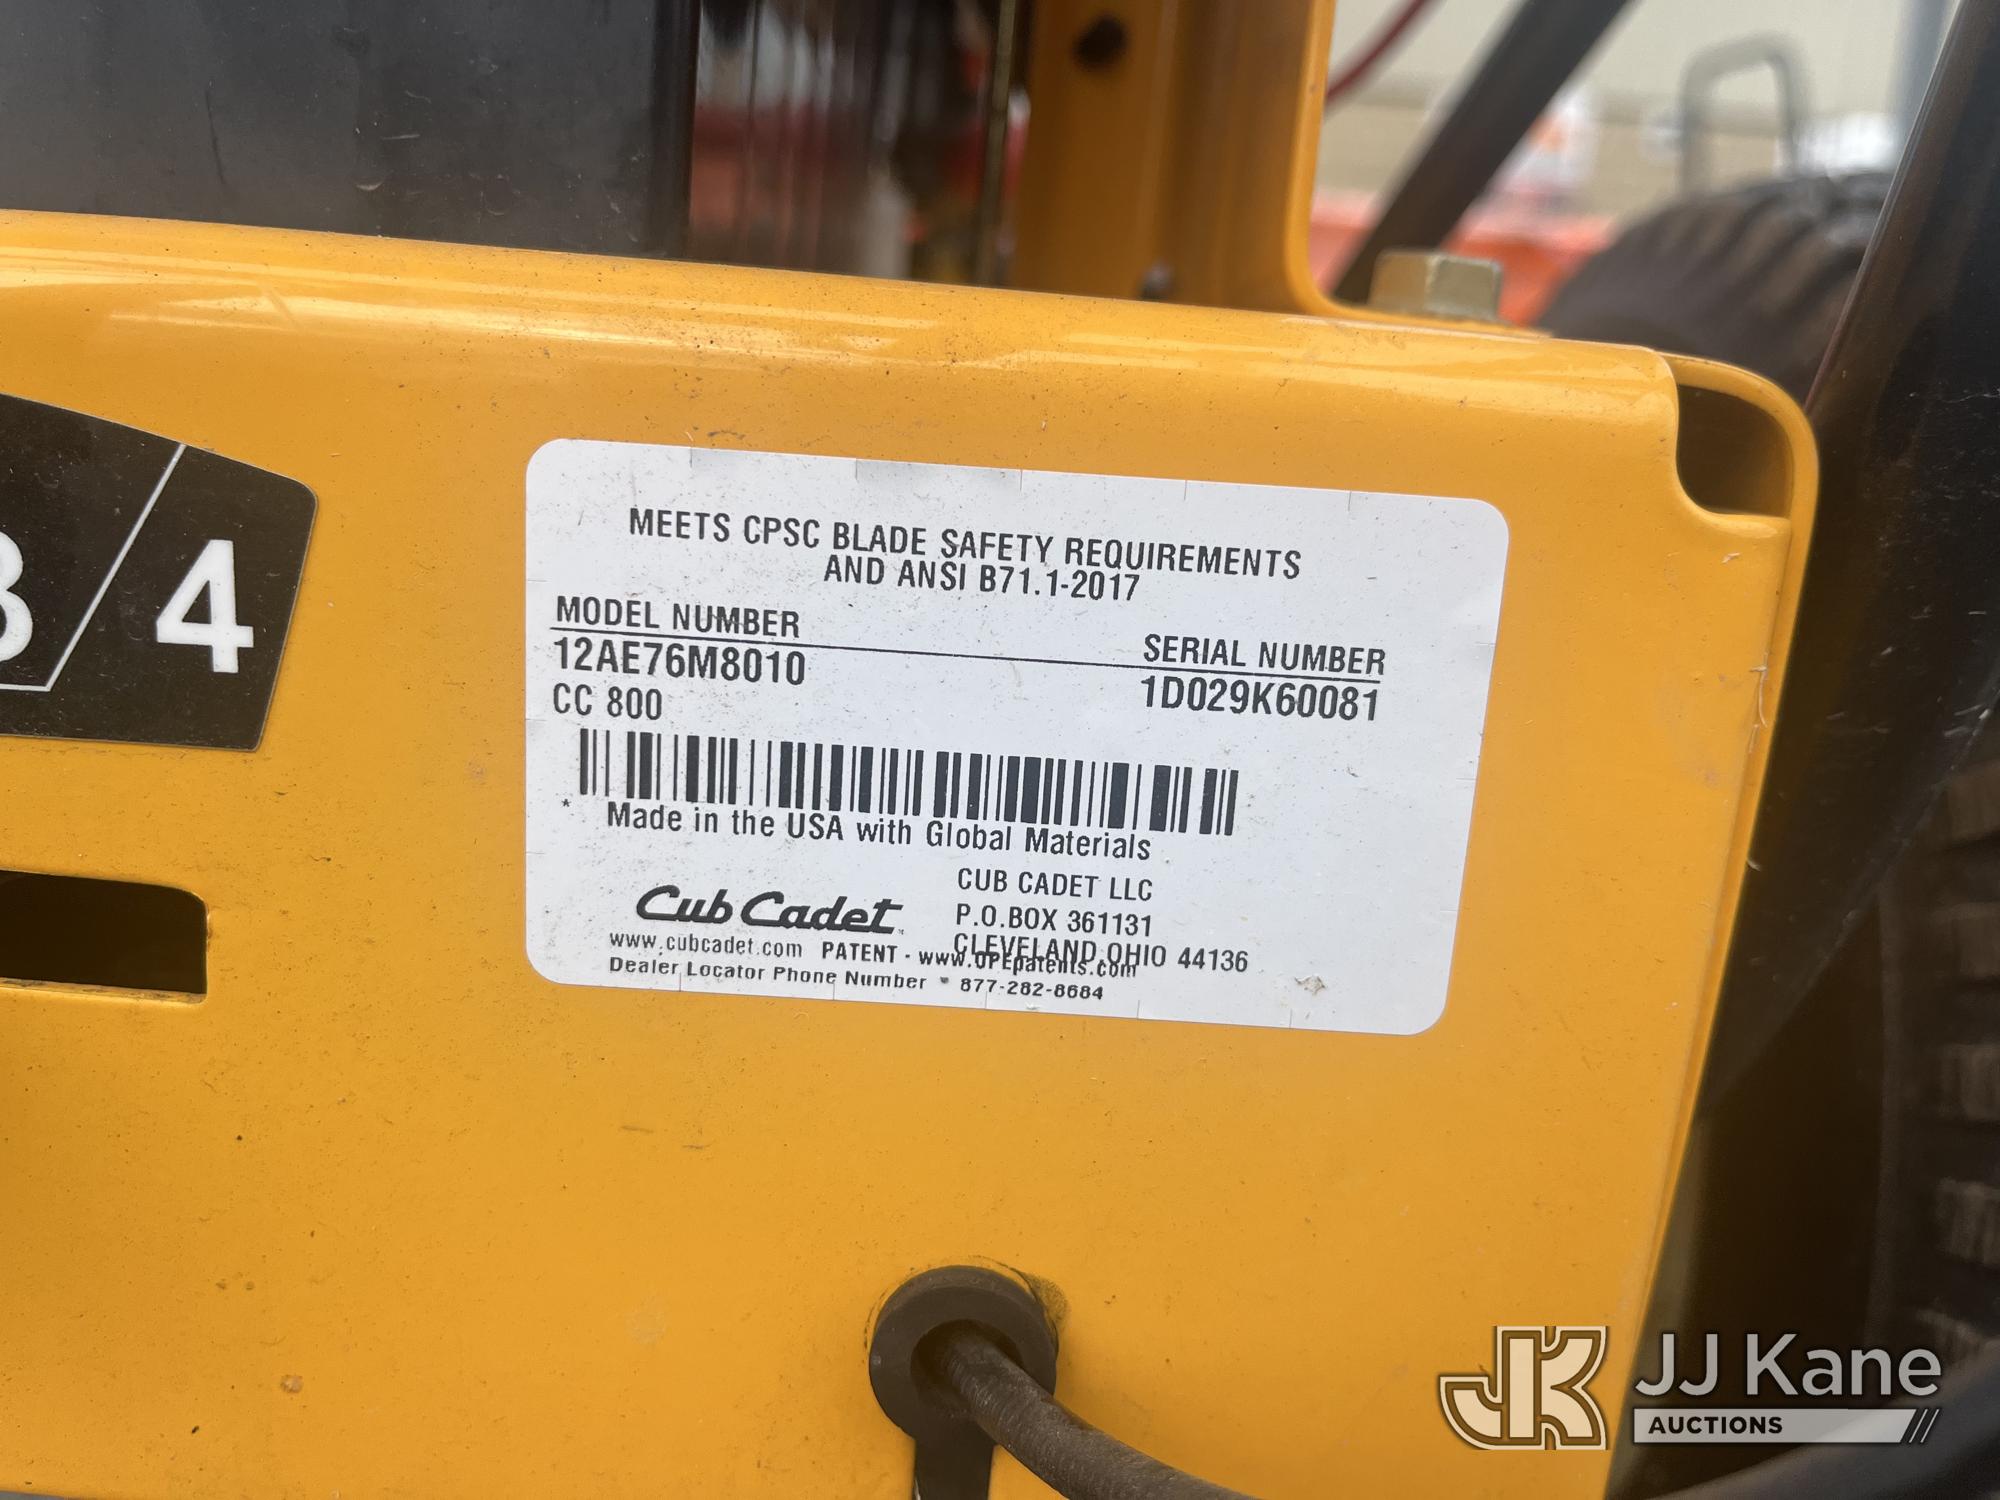 3/4
MEETS CPSC BLADE SAFETY REQUIREMENTS
AND ANSI B71.1-2017
MODEL NUMBER
SERIAL NUMBER
12AE76M8010
1D029K60081
CC 800
* Made in the USA with Global Materials
CUB CADET LLC
Cub Cadet
P.O.BOX 361131
CLEVELAND,OHIO 44136
www.cubcadet.com PATENT - www.OPEpatents.com
Dealer Locator Phone Number * 877-282-8684
JK JJ Kane
AUCTIONS